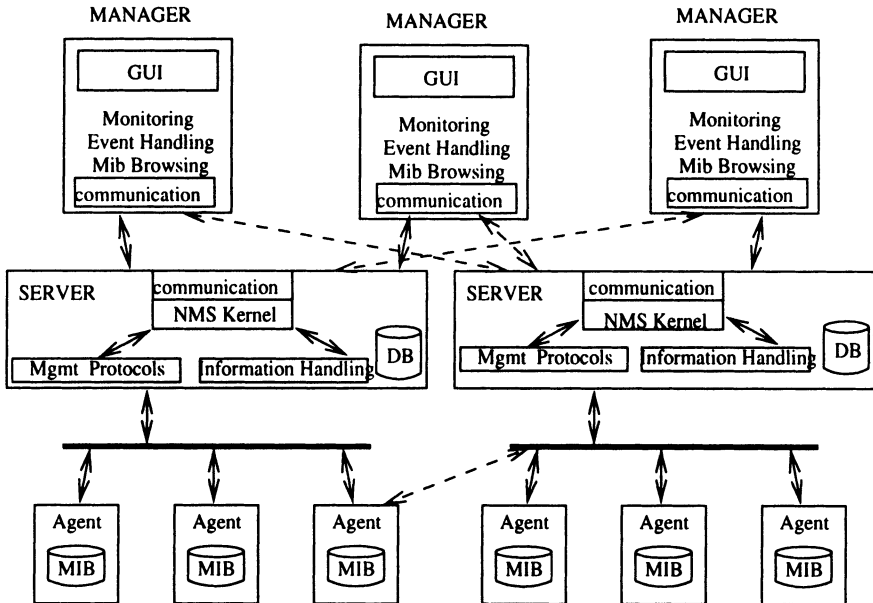 MANAGER
MANAGER
MANAGER
GUI
Monitoring
Event Handling
Mib Browsing
communication
GUI
Monitoring
Event Handling
Mib Browsing
communication
GUI
Monitoring
Event Handling
Mib Browsing
communication
SERVER
communication
NMS Kernel
Mgmt Protocols
Information Handling
DB
SERVER
communication
NMS Kernel
Mgmt Protocols
Information Handling
DB
Agent
MIB
Agent
MIB
Agent
MIB
Agent
MIB
Agent
MIB
Agent
MIB